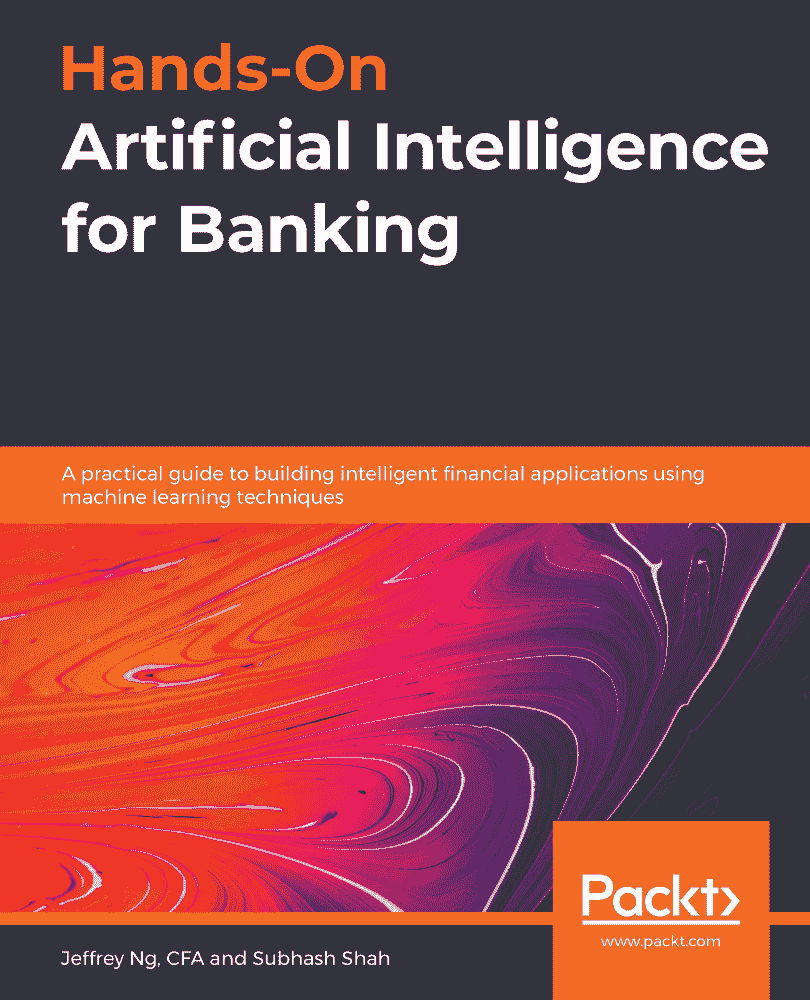 Hands-On
Artificial Intelligence
for Banking
A practical guide to building intelligent financial applications using
machine learning techniques
Packt>
www.packt.com
Jeffrey Ng, CFA and Subhash Shah